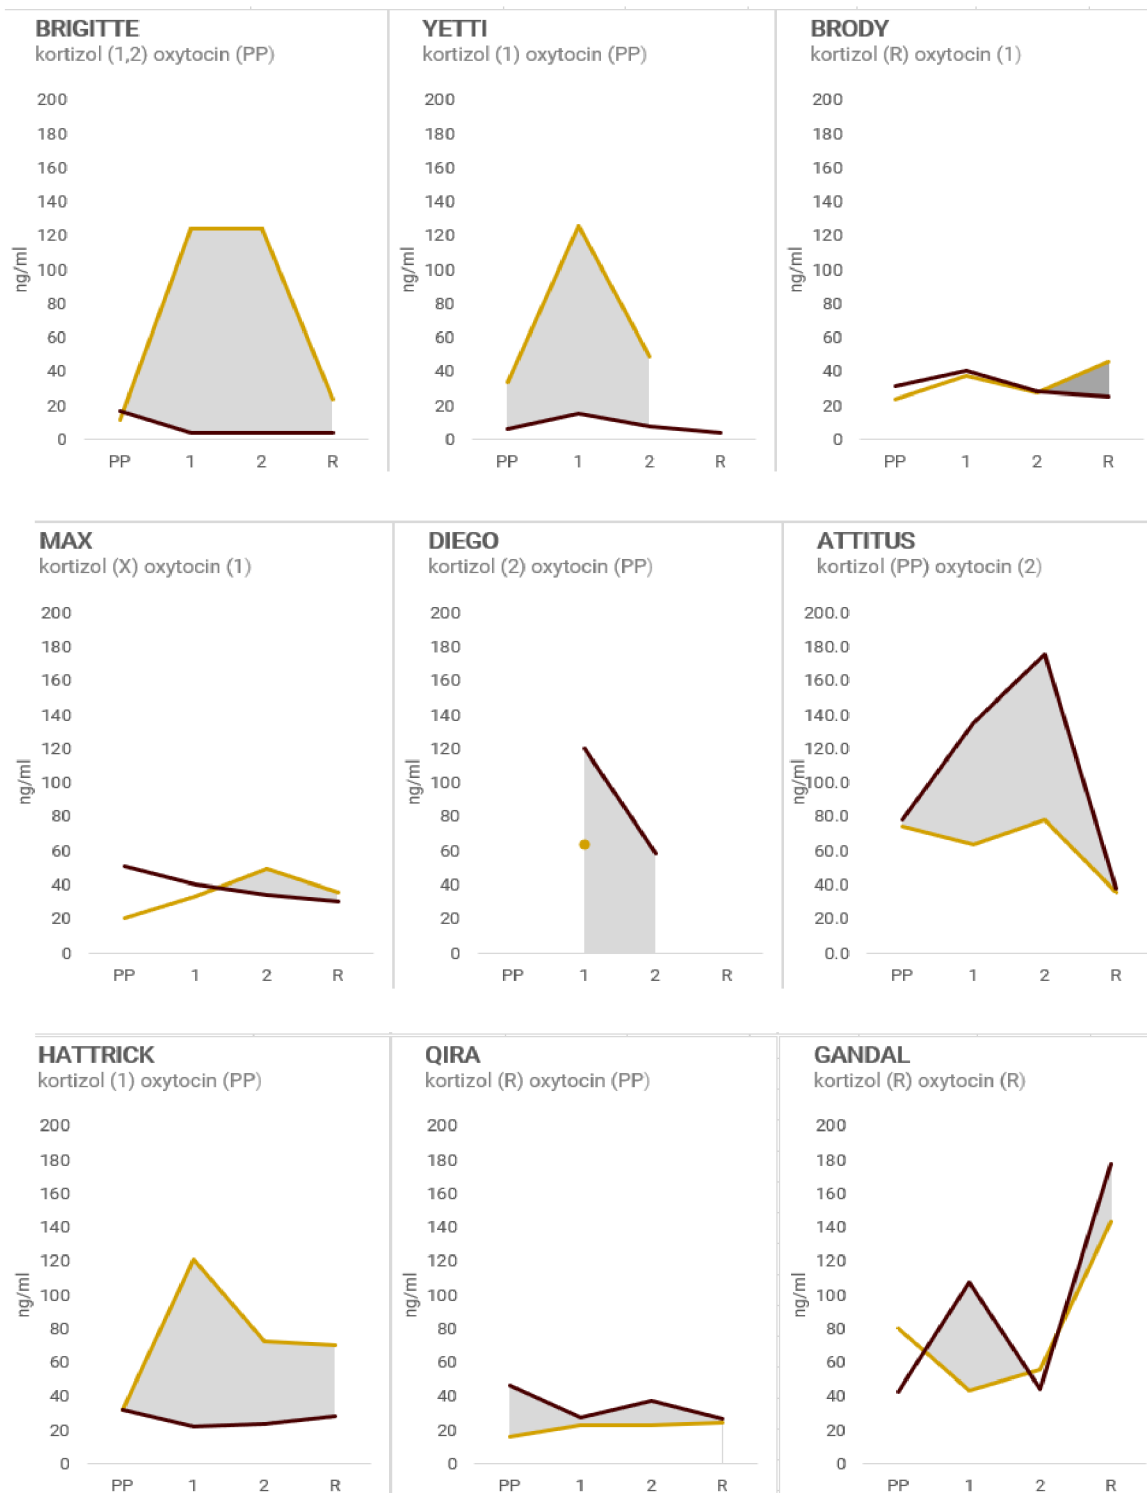 BRIGITTE
kortizol (1,2) oxytocin (PP)
200
180
160
140
120
100
80
60
40
20
0
ng/ml
PP 1 2 R
YETTI
kortizol (1) oxytocin (PP)
200
180
160
140
120
100
80
60
40
20
0
ng/ml
PP 1 2 R
BRODY
kortizol (R) oxytocin (1)
200
180
160
140
120
100
80
60
40
20
0
ng/ml
PP 1 2 R
MAX
kortizol (X) oxytocin (1)
200
180
160
140
120
100
80
60
40
20
0
ng/ml
PP 1 2 R
DIEGO
kortizol (2) oxytocin (PP)
200
180
160
140
120
100
80
60
40
20
0
ng/ml
PP 1 2 R
ATTITUS
kortizol (PP) oxytocin (2)
200.0
180.0
160.0
140.0
120.0
100.0
80.0
60.0
40.0
20.0
0.0
ng/ml
PP 1 2 R
HATTRICK
kortizol (1) oxytocin (PP)
200
180
160
140
120
100
80
60
40
20
0
ng/ml
PP 1 2 R
QIRA
kortizol (R) oxytocin (PP)
200
180
160
140
120
100
80
60
40
20
0
ng/ml
PP 1 2 R
GANDAL
kortizol (R) oxytocin (R)
200
180
160
140
120
100
80
60
40
20
0
ng/ml
PP 1 2 R